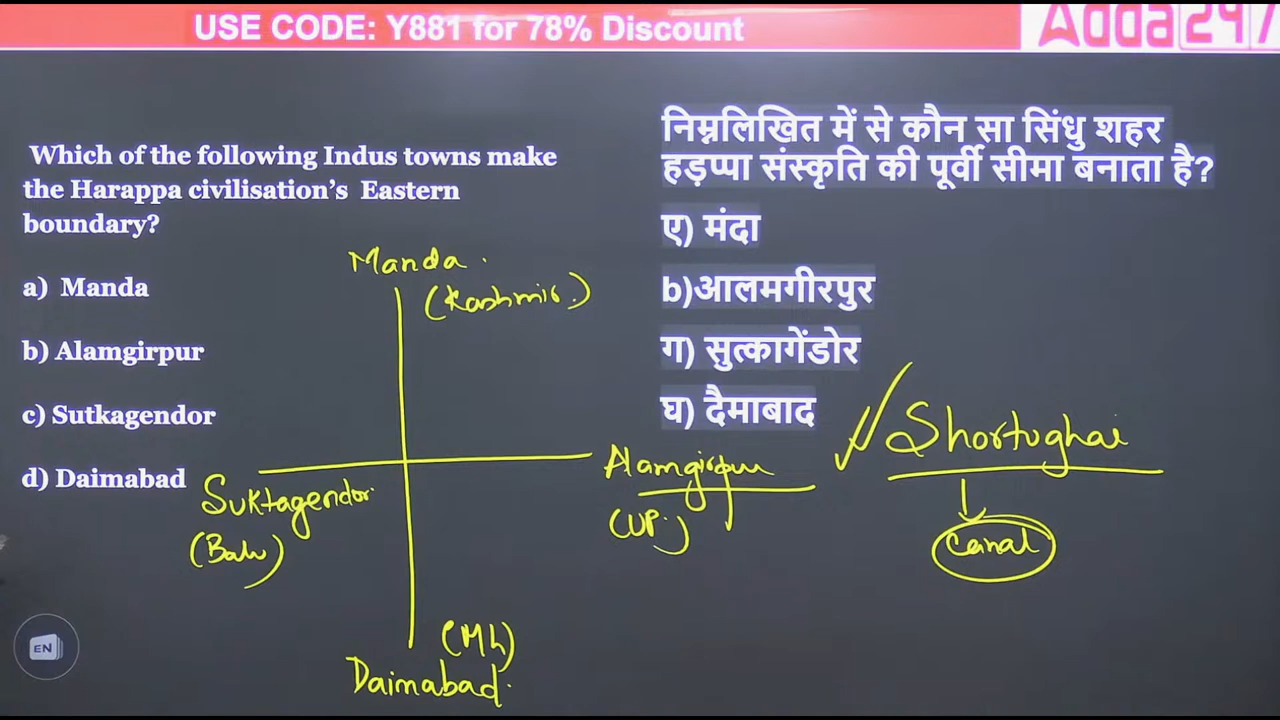 USE CODE: Y881 for 78% Discount
Adda247
Which of the following Indus towns make
the Harappa civilisation’s Eastern
boundary?
a) Manda
b) Alamgirpur
c) Sutkagendor
d) Daimabad
निम्नलिखित में से कौन सा सिंधु शहर
हड़प्पा संस्कृति की पूर्वी सीमा बनाता है?
ए) मंदा
b)आलमगीरपुर
ग) सुत्कागेंडोर
घ) दैमाबाद
Manda
(Kashmir.)
Alamgirpur
(UP.)
Suktagendor
(Balu)
(Mh)
Daimabad.
Shortughai
Canal
EN